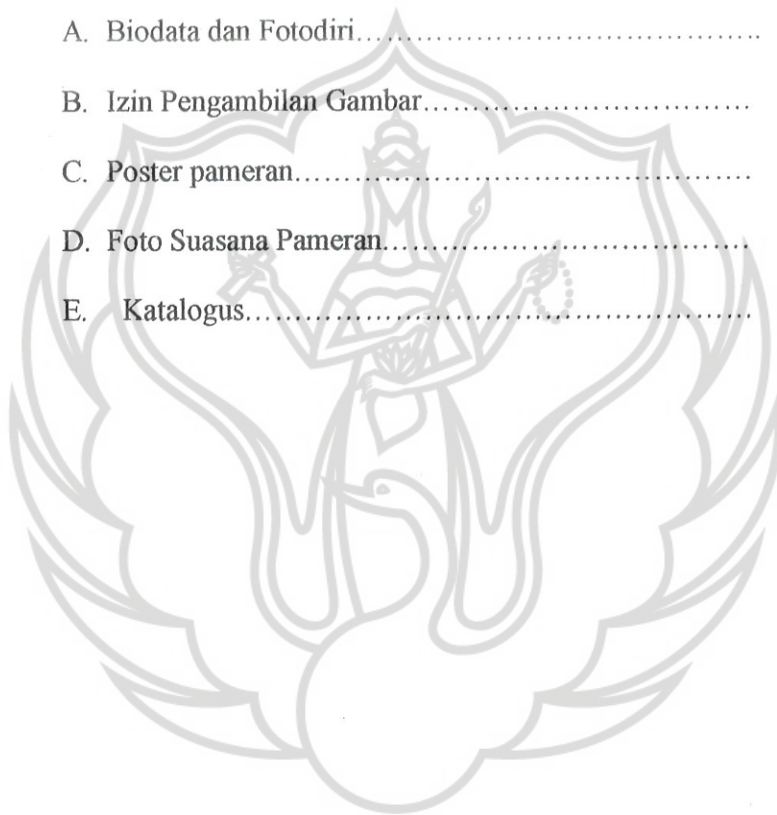 A. Biodata dan Fotodiri................................................
B. Izin Pengambilan Gambar.......................................
C. Poster pameran......................................................
D. Foto Suasana Pameran...........................................
E. Katalogus............................................................